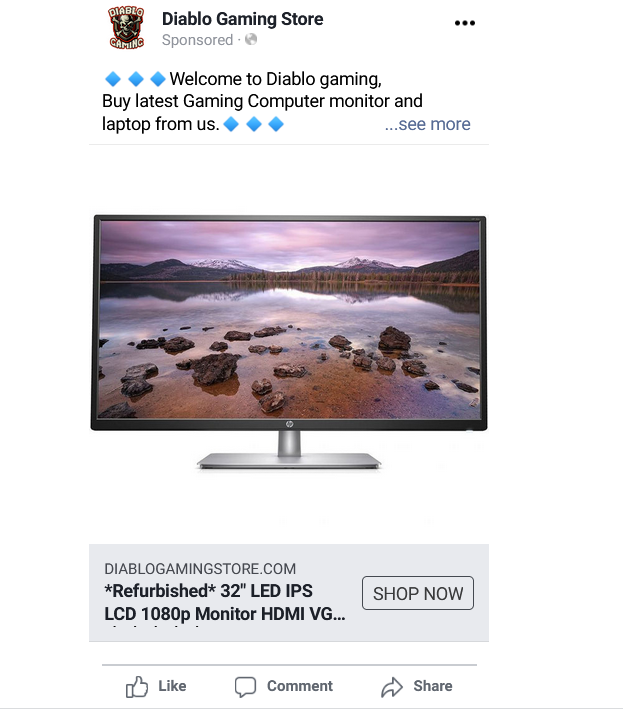 DIABLO
GAMING
Diablo Gaming Store
Sponsored ·
Welcome to Diablo gaming,
Buy latest Gaming Computer monitor and
laptop from us.
...see more
hp
DIABLOGAMINGSTORE.COM
*Refurbished* 32" LED IPS
LCD 1080p Monitor HDMI VG...
SHOP NOW
Like
Comment
Share